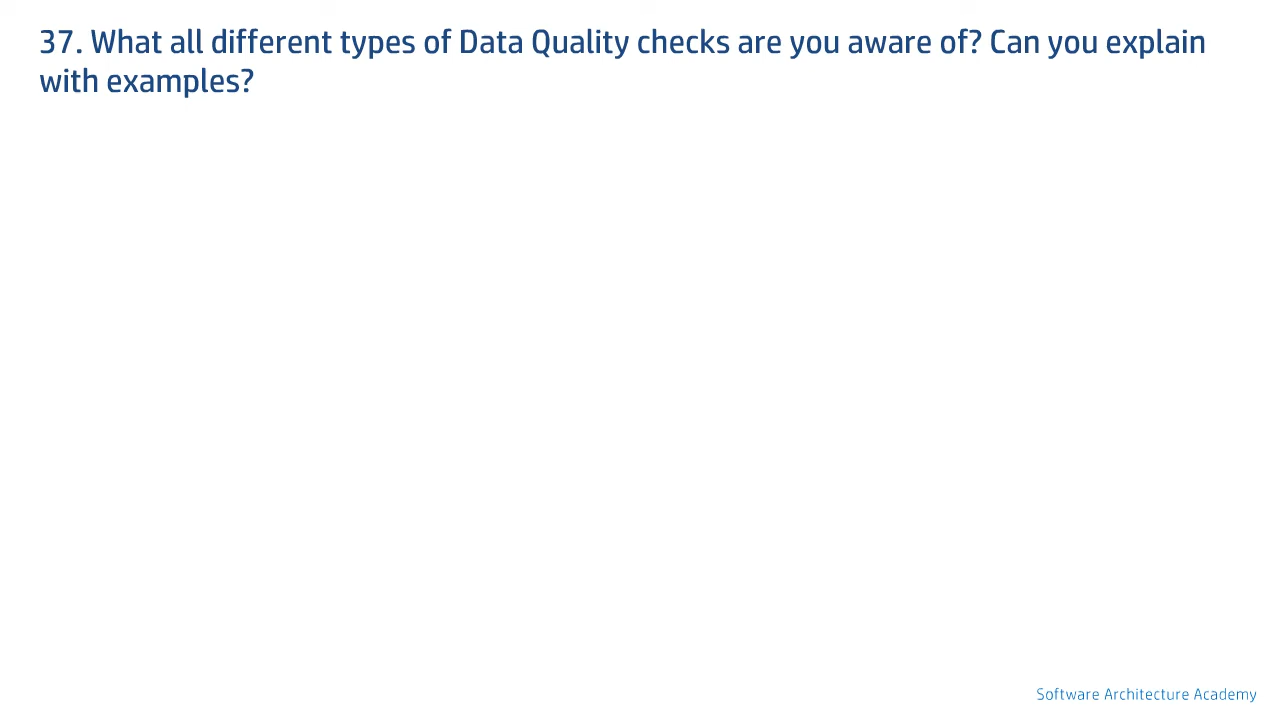 37. What all different types of Data Quality checks are you aware of? Can you explain
with examples?
Software Architecture Academy